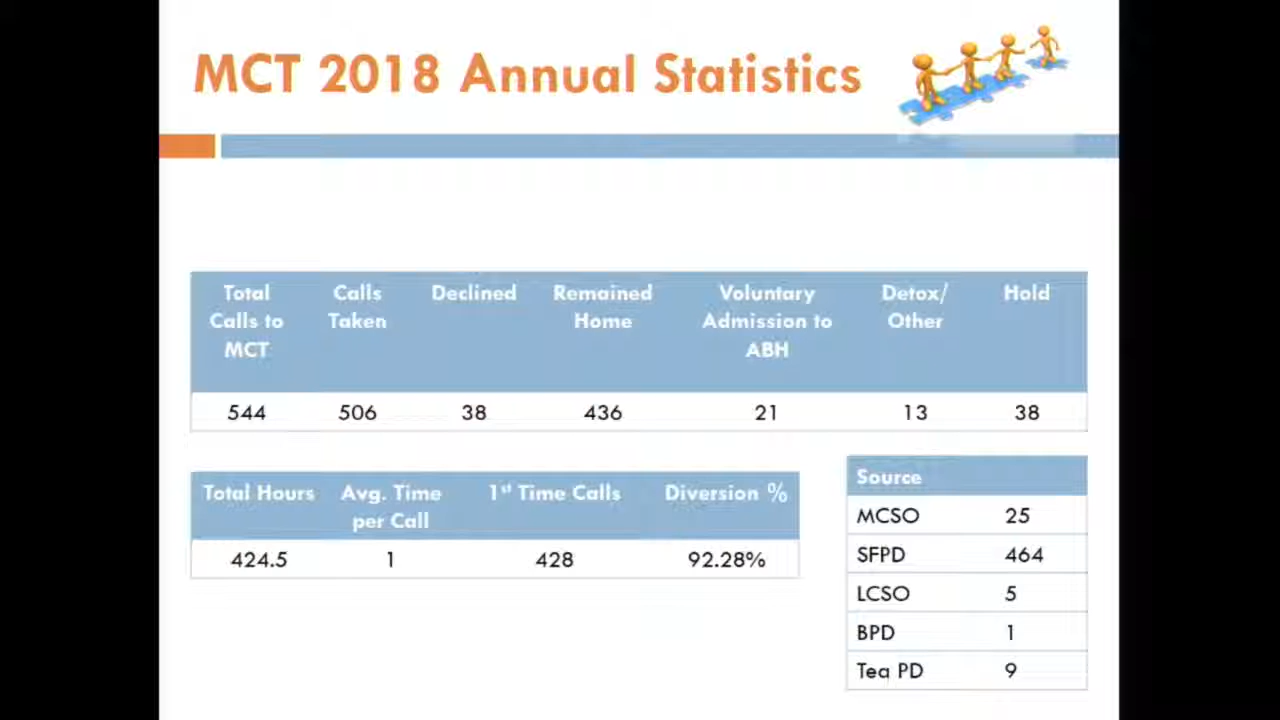 MCT 2018 Annual Statistics
Total Calls to MCT Calls Taken Declined Remained Home Voluntary Admission to ABH Detox/ Other Hold
544 506 38 436 21 13 38
Total Hours Avg. Time per Call 1st Time Calls Diversion %
424.5 1 428 92.28%
Source
MCSO 25
SFPD 464
LCSO 5
BPD 1
Tea PD 9